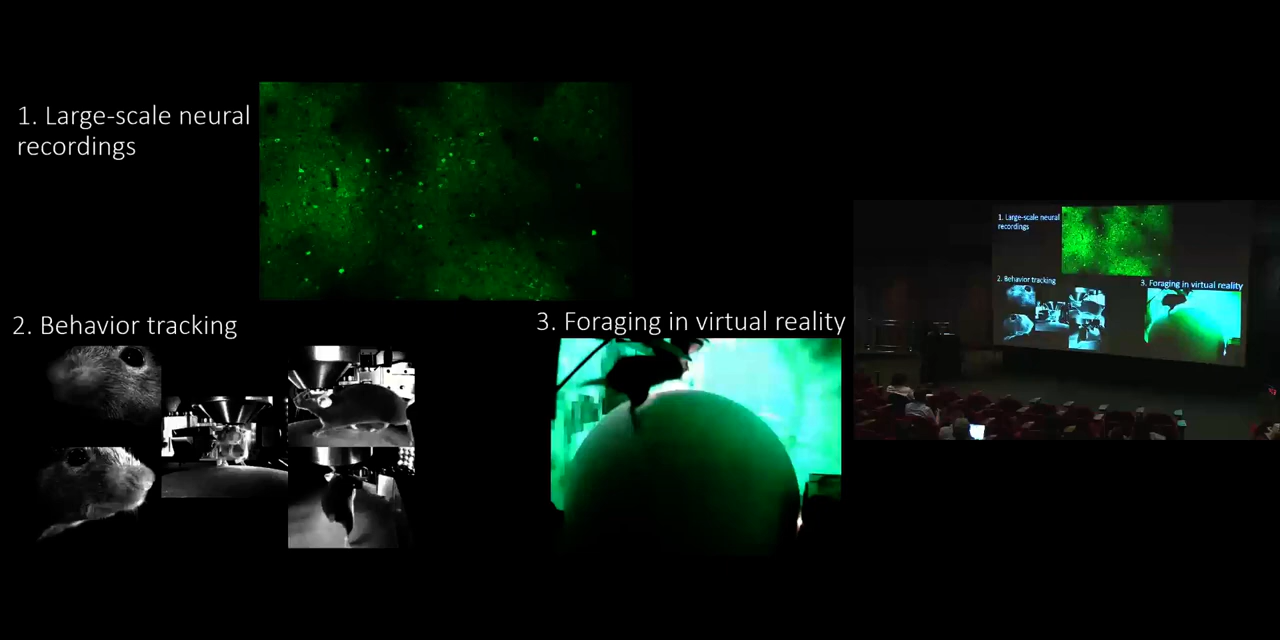 1. Large-scale neural
recordings
2. Behavior tracking
3. Foraging in virtual reality
1. Large-scale neural
recordings
2. Behavior tracking
3. Foraging in virtual reality